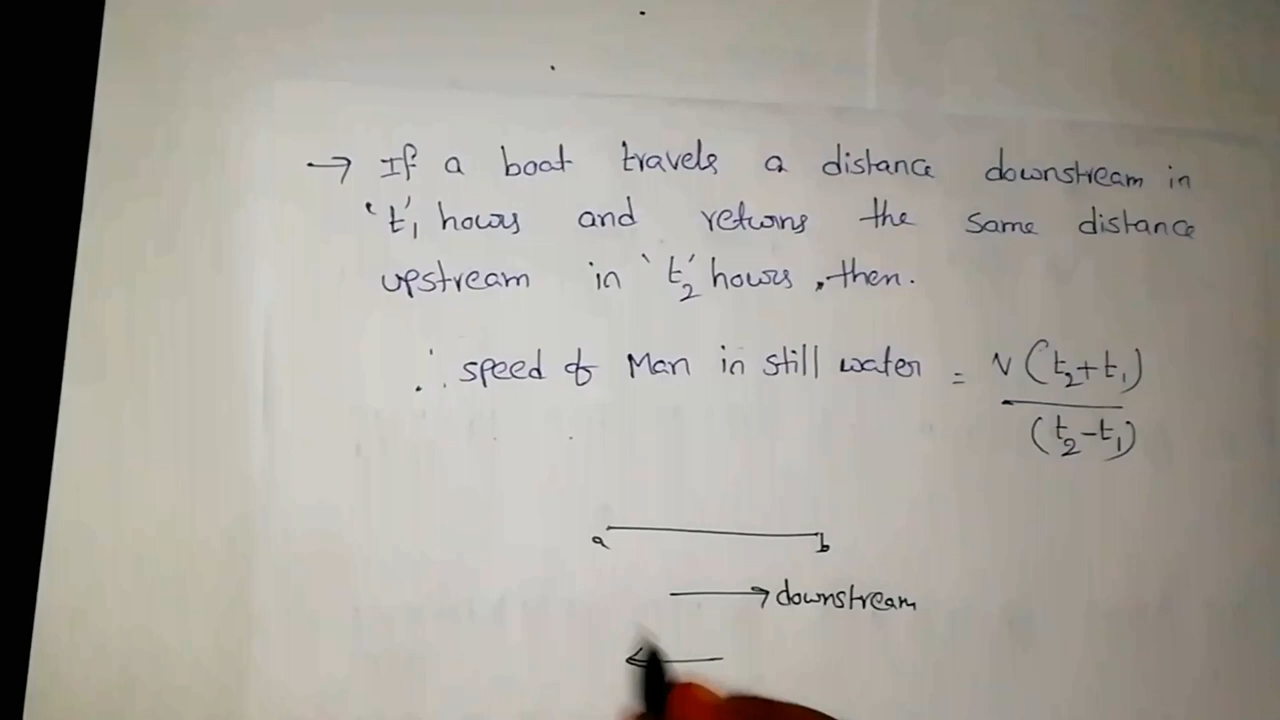 → If a boat travels a distance downstream in
't₁' hours and returns the same distance
upstream in 't₂' hours, then.
∴ speed of Man in still water = v(t₂+t₁)
(t₂-t₁)
a b
→ downstream
←